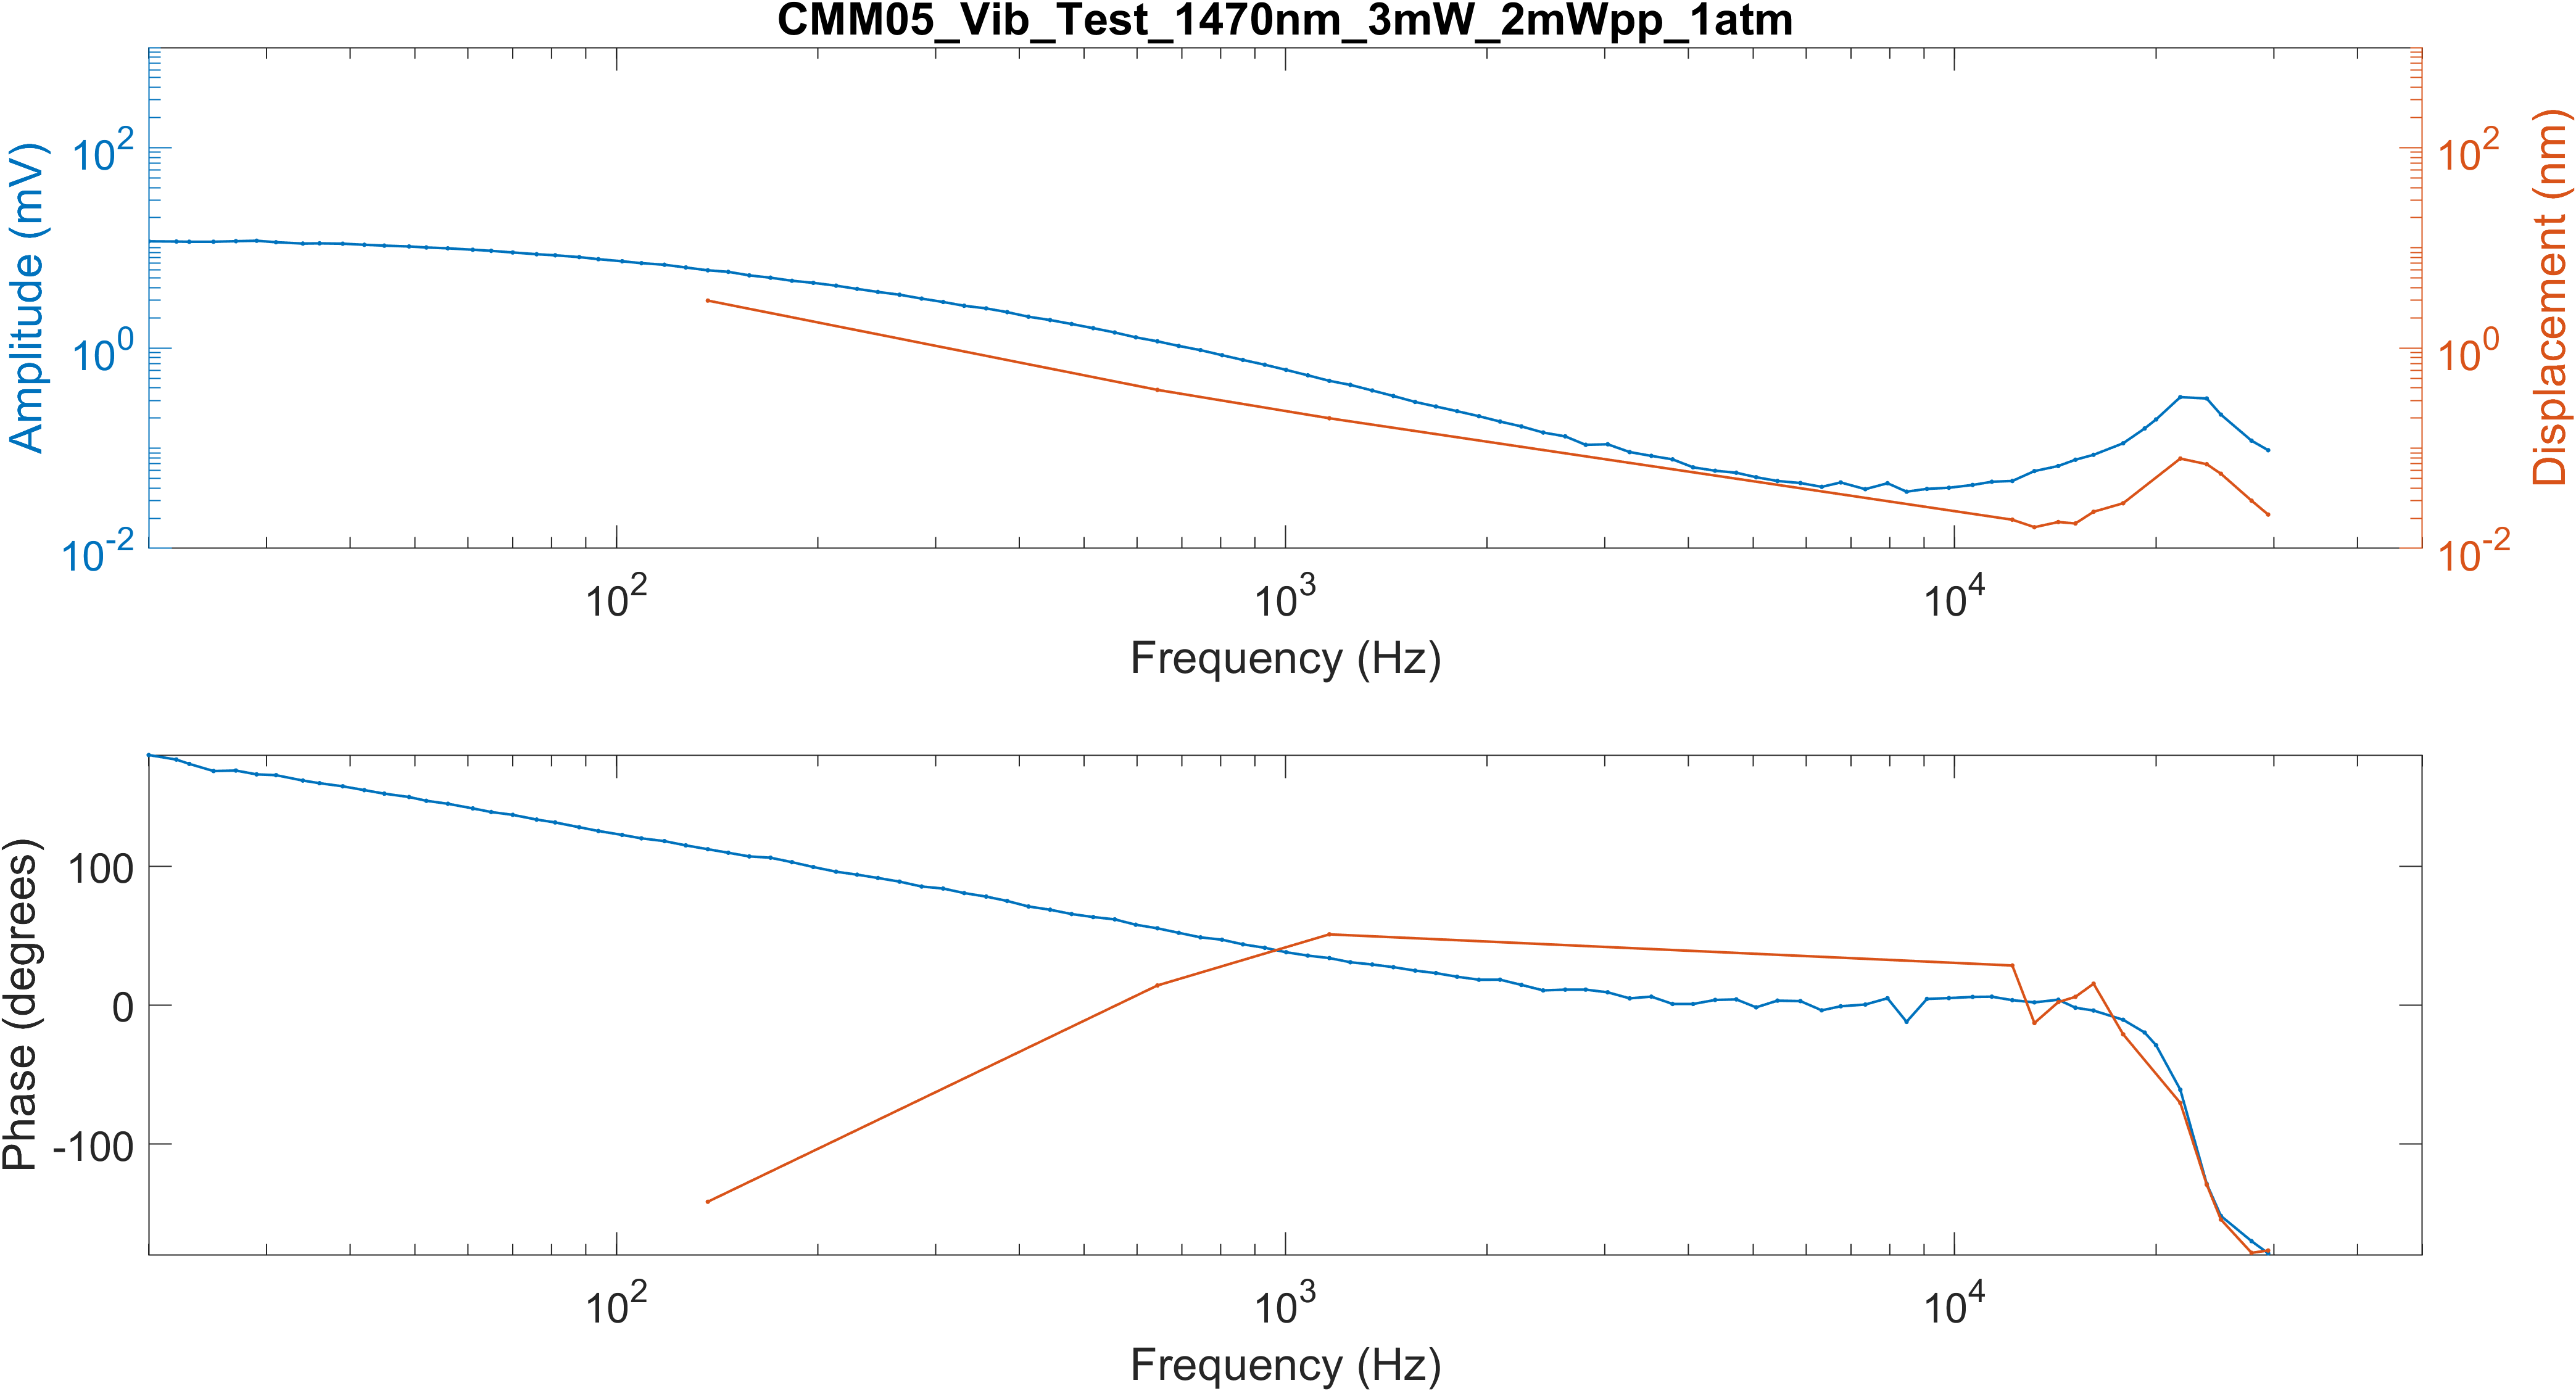 CMM05_Vib_Test_1470nm_3mW_2mWpp_1atm
Amplitude (mV)
10^2
10^0
10^-2
10^2
10^0
10^-2
Displacement (nm)
10^2
10^3
10^4
Frequency (Hz)
Phase (degrees)
100
0
-100
10^2
10^3
10^4
Frequency (Hz)